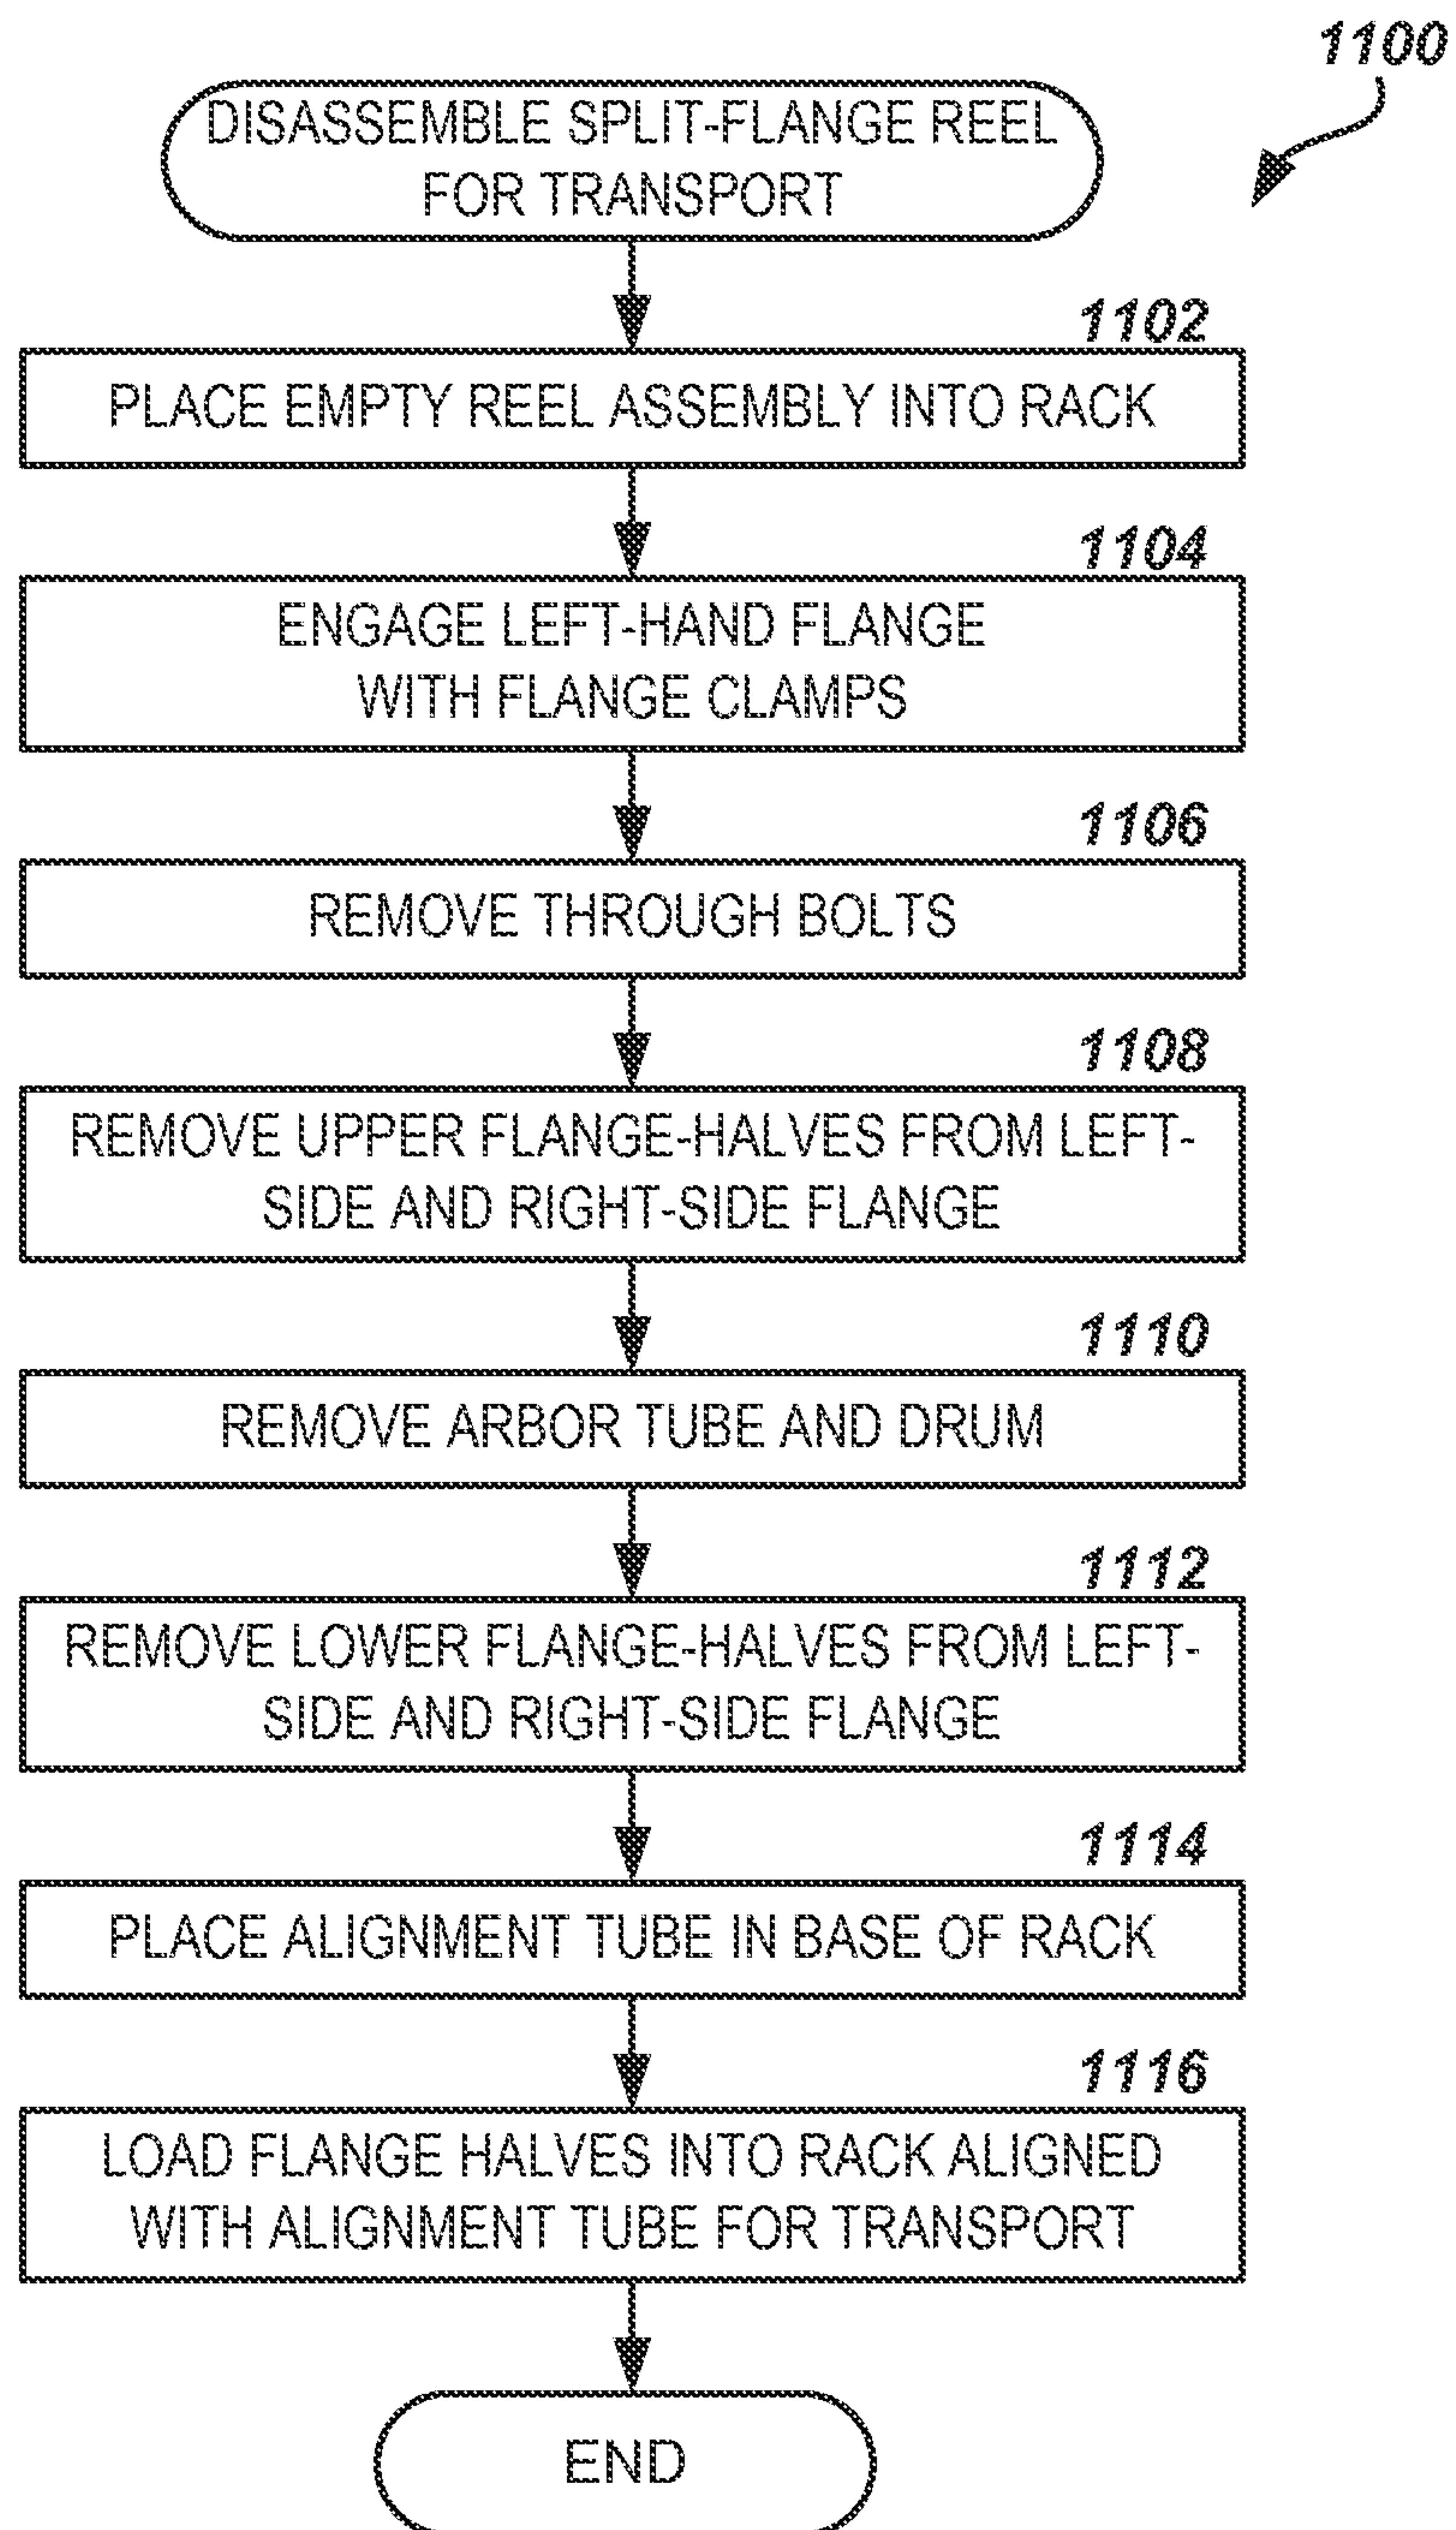 1100
DISASSEMBLE SPLIT-FLANGE REEL
FOR TRANSPORT
1102
PLACE EMPTY REEL ASSEMBLY INTO RACK
1104
ENGAGE LEFT-HAND FLANGE
WITH FLANGE CLAMPS
1106
REMOVE THROUGH BOLTS
1108
REMOVE UPPER FLANGE-HALVES FROM LEFT-
SIDE AND RIGHT-SIDE FLANGE
1110
REMOVE ARBOR TUBE AND DRUM
1112
REMOVE LOWER FLANGE-HALVES FROM LEFT-
SIDE AND RIGHT-SIDE FLANGE
1114
PLACE ALIGNMENT TUBE IN BASE OF RACK
1116
LOAD FLANGE HALVES INTO RACK ALIGNED
WITH ALIGNMENT TUBE FOR TRANSPORT
END